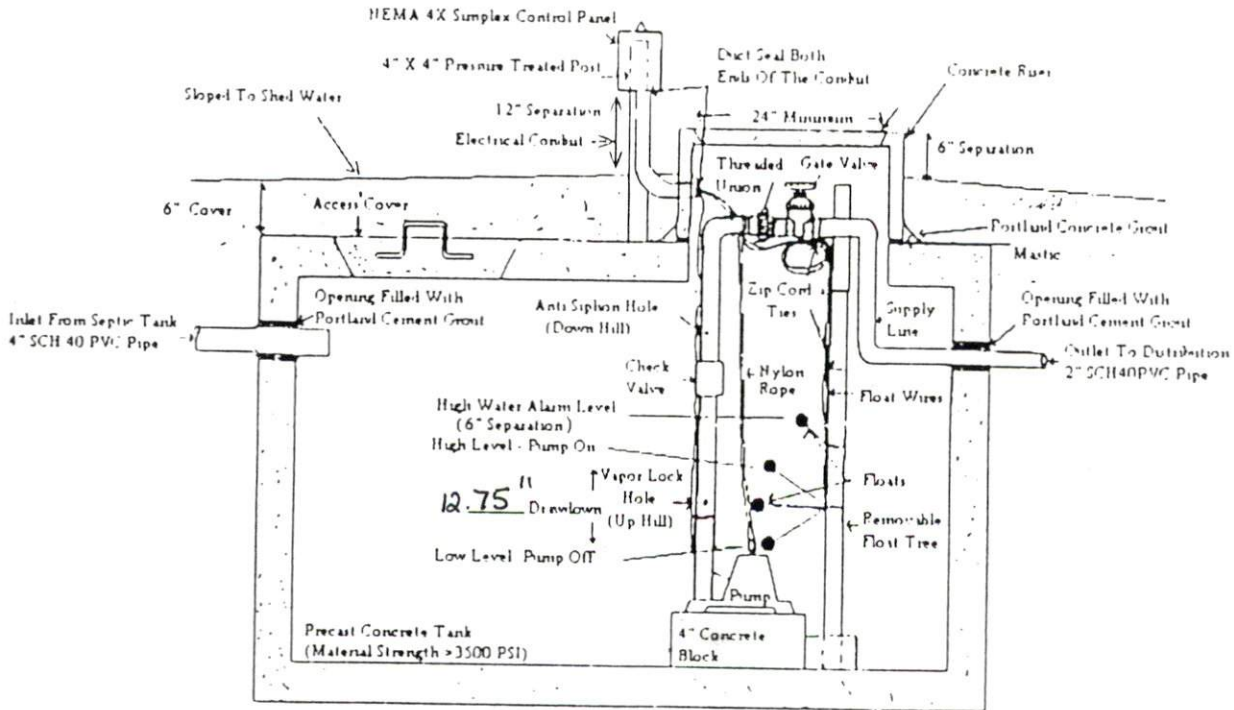 NEMA 4X Simplex Control Panel
4" X 4" Pressure Treated Post
Duct Seal Both
Ends Of The Conduit
Concrete Riser
Sloped To Shed Water
12" Separation
24" Minimum
Electrical Conduit
6" Separation
Threaded
Union
Gate Valve
6" Cover
Access Cover
Portland Concrete Grout
Mastic
Opening Filled With
Portland Cement Grout
Anti Siphon Hole
(Down Hill)
Zip Cord
Ties
Supply
Line
Opening Filled With
Portland Cement Grout
Inlet From Septic Tank
4" SCH 40 PVC Pipe
Outlet To Distribution
2" SCH40PVC Pipe
Check
Valve
Nylon
Rope
Float Wires
High Water Alarm Level
(6" Separation)
High Level - Pump On
Vapor Lock
Hole
(Up Hill)
12.75" Drawdown
Floats
Removable
Float Tree
Low Level Pump Off
Pump
Precast Concrete Tank
(Material Strength >3500 PSI)
4" Concrete
Block